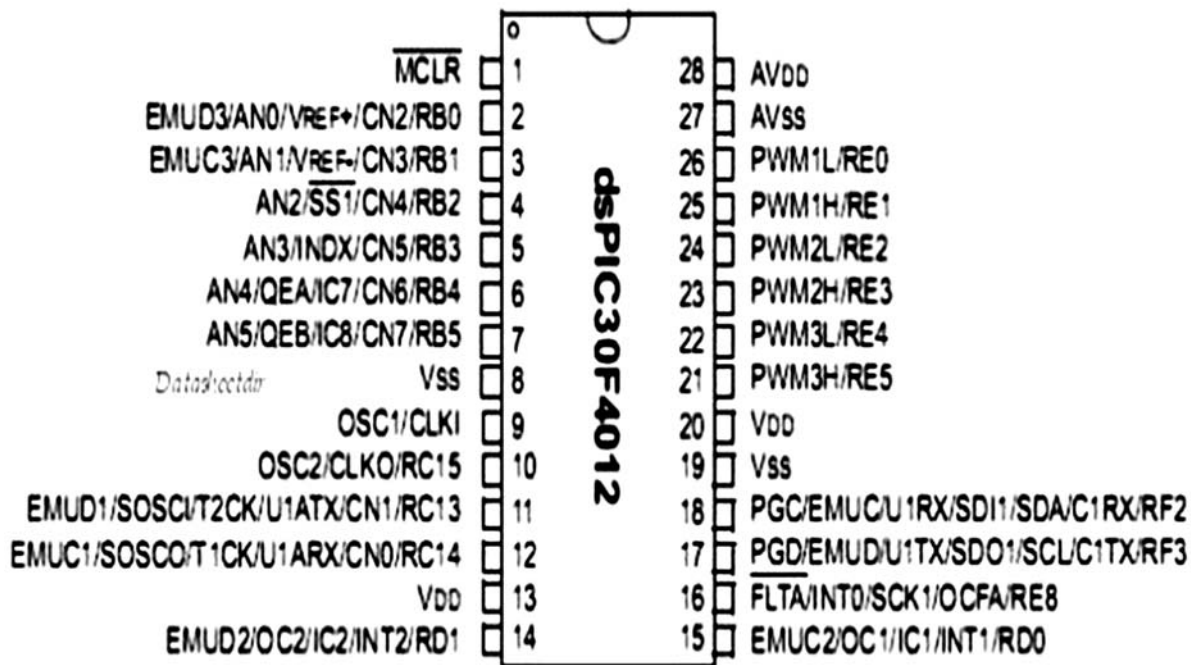 MCLR 1 28 AVDD
EMUD3/AN0/VREF+/CN2/RB0 2 27 AVSS
EMUC3/AN1/VREF-/CN3/RB1 3 26 PWM1L/RE0
AN2/SS1/CN4/RB2 4 25 PWM1H/RE1
AN3/INDX/CN5/RB3 5 24 PWM2L/RE2
AN4/QEA/IC7/CN6/RB4 6 23 PWM2H/RE3
AN5/QEB/IC8/CN7/RB5 7 22 PWM3L/RE4
Datasheetdir
VSS 8 21 PWM3H/RE5
OSC1/CLKI 9 20 VDD
OSC2/CLKO/RC15 10 19 VSS
EMUD1/SOSCI/T2CK/U1ATX/CN1/RC13 11 18 PGC/EMUC/U1RX/SDI1/SDA/C1RX/RF2
EMUC1/SOSCO/T1CK/U1ARX/CN0/RC14 12 17 PGD/EMUD/U1TX/SDO1/SCL/C1TX/RF3
VDD 13 16 FLTA/INT0/SCK1/OCFA/RE8
EMUD2/OC2/IC2/INT2/RD1 14 15 EMUC2/OC1/IC1/INT1/RD0
dsPIC30F4012